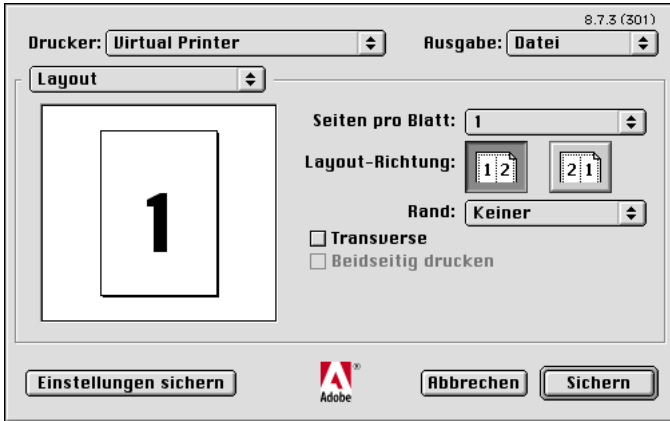 8.7.3 (301)
Drucker: Virtual Printer Ausgabe: Datei
Layout
1
Seiten pro Blatt: 1
Layout-Richtung: 1 2 2 1
Rand: Keiner
Transverse
Beidseitig drucken
Einstellungen sichern Adobe ® Abbrechen Sichern